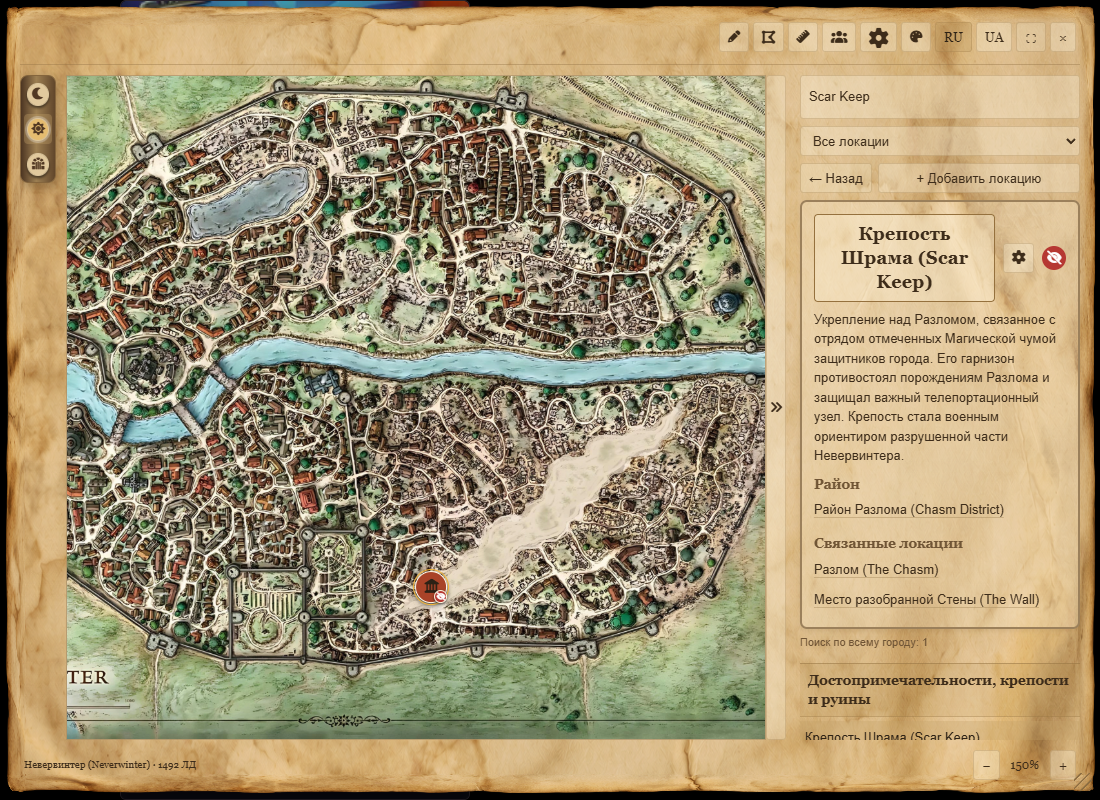 RU
UA
Scar Keep
Все локации
← Назад
+ Добавить локацию
Крепость
Шрама (Scar
Keep)
Укрепление над Разломом, связанное с
отрядом отмеченных Магической чумой
защитников города. Его гарнизон
противостоял порождениям Разлома и
защищал важный телепортационный
узел. Крепость стала военным
ориентиром разрушенной части
Невервинтера.
Район
Район Разлома (Chasm District)
Связанные локации
Разлом (The Chasm)
Место разобранной Стены (The Wall)
Поиск по всему городу: 1
Достопримечательности, крепости
и руины
Крепость Шрама (Scar Keep)
TER
Невервинтер (Neverwinter) · 1492 ЛД
− 150% +